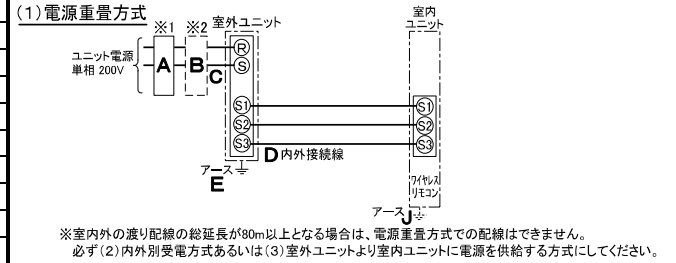 (1)電源重畳方式
※1 ※2 室外ユニット 室内ユニット
ユニット電源
単相 200V
A B C
R
S
S1 S1
S2 S2
S3 S3
D 内外接続線
アース
E
ワイヤレス
リモコン
アース J
※室内外の渡り配線の総延長が80m以上となる場合は、電源重畳方式での配線はできません。
必ず(2)内外別受電方式あるいは(3)室外ユニットより室内ユニットに電源を供給する方式にしてください。